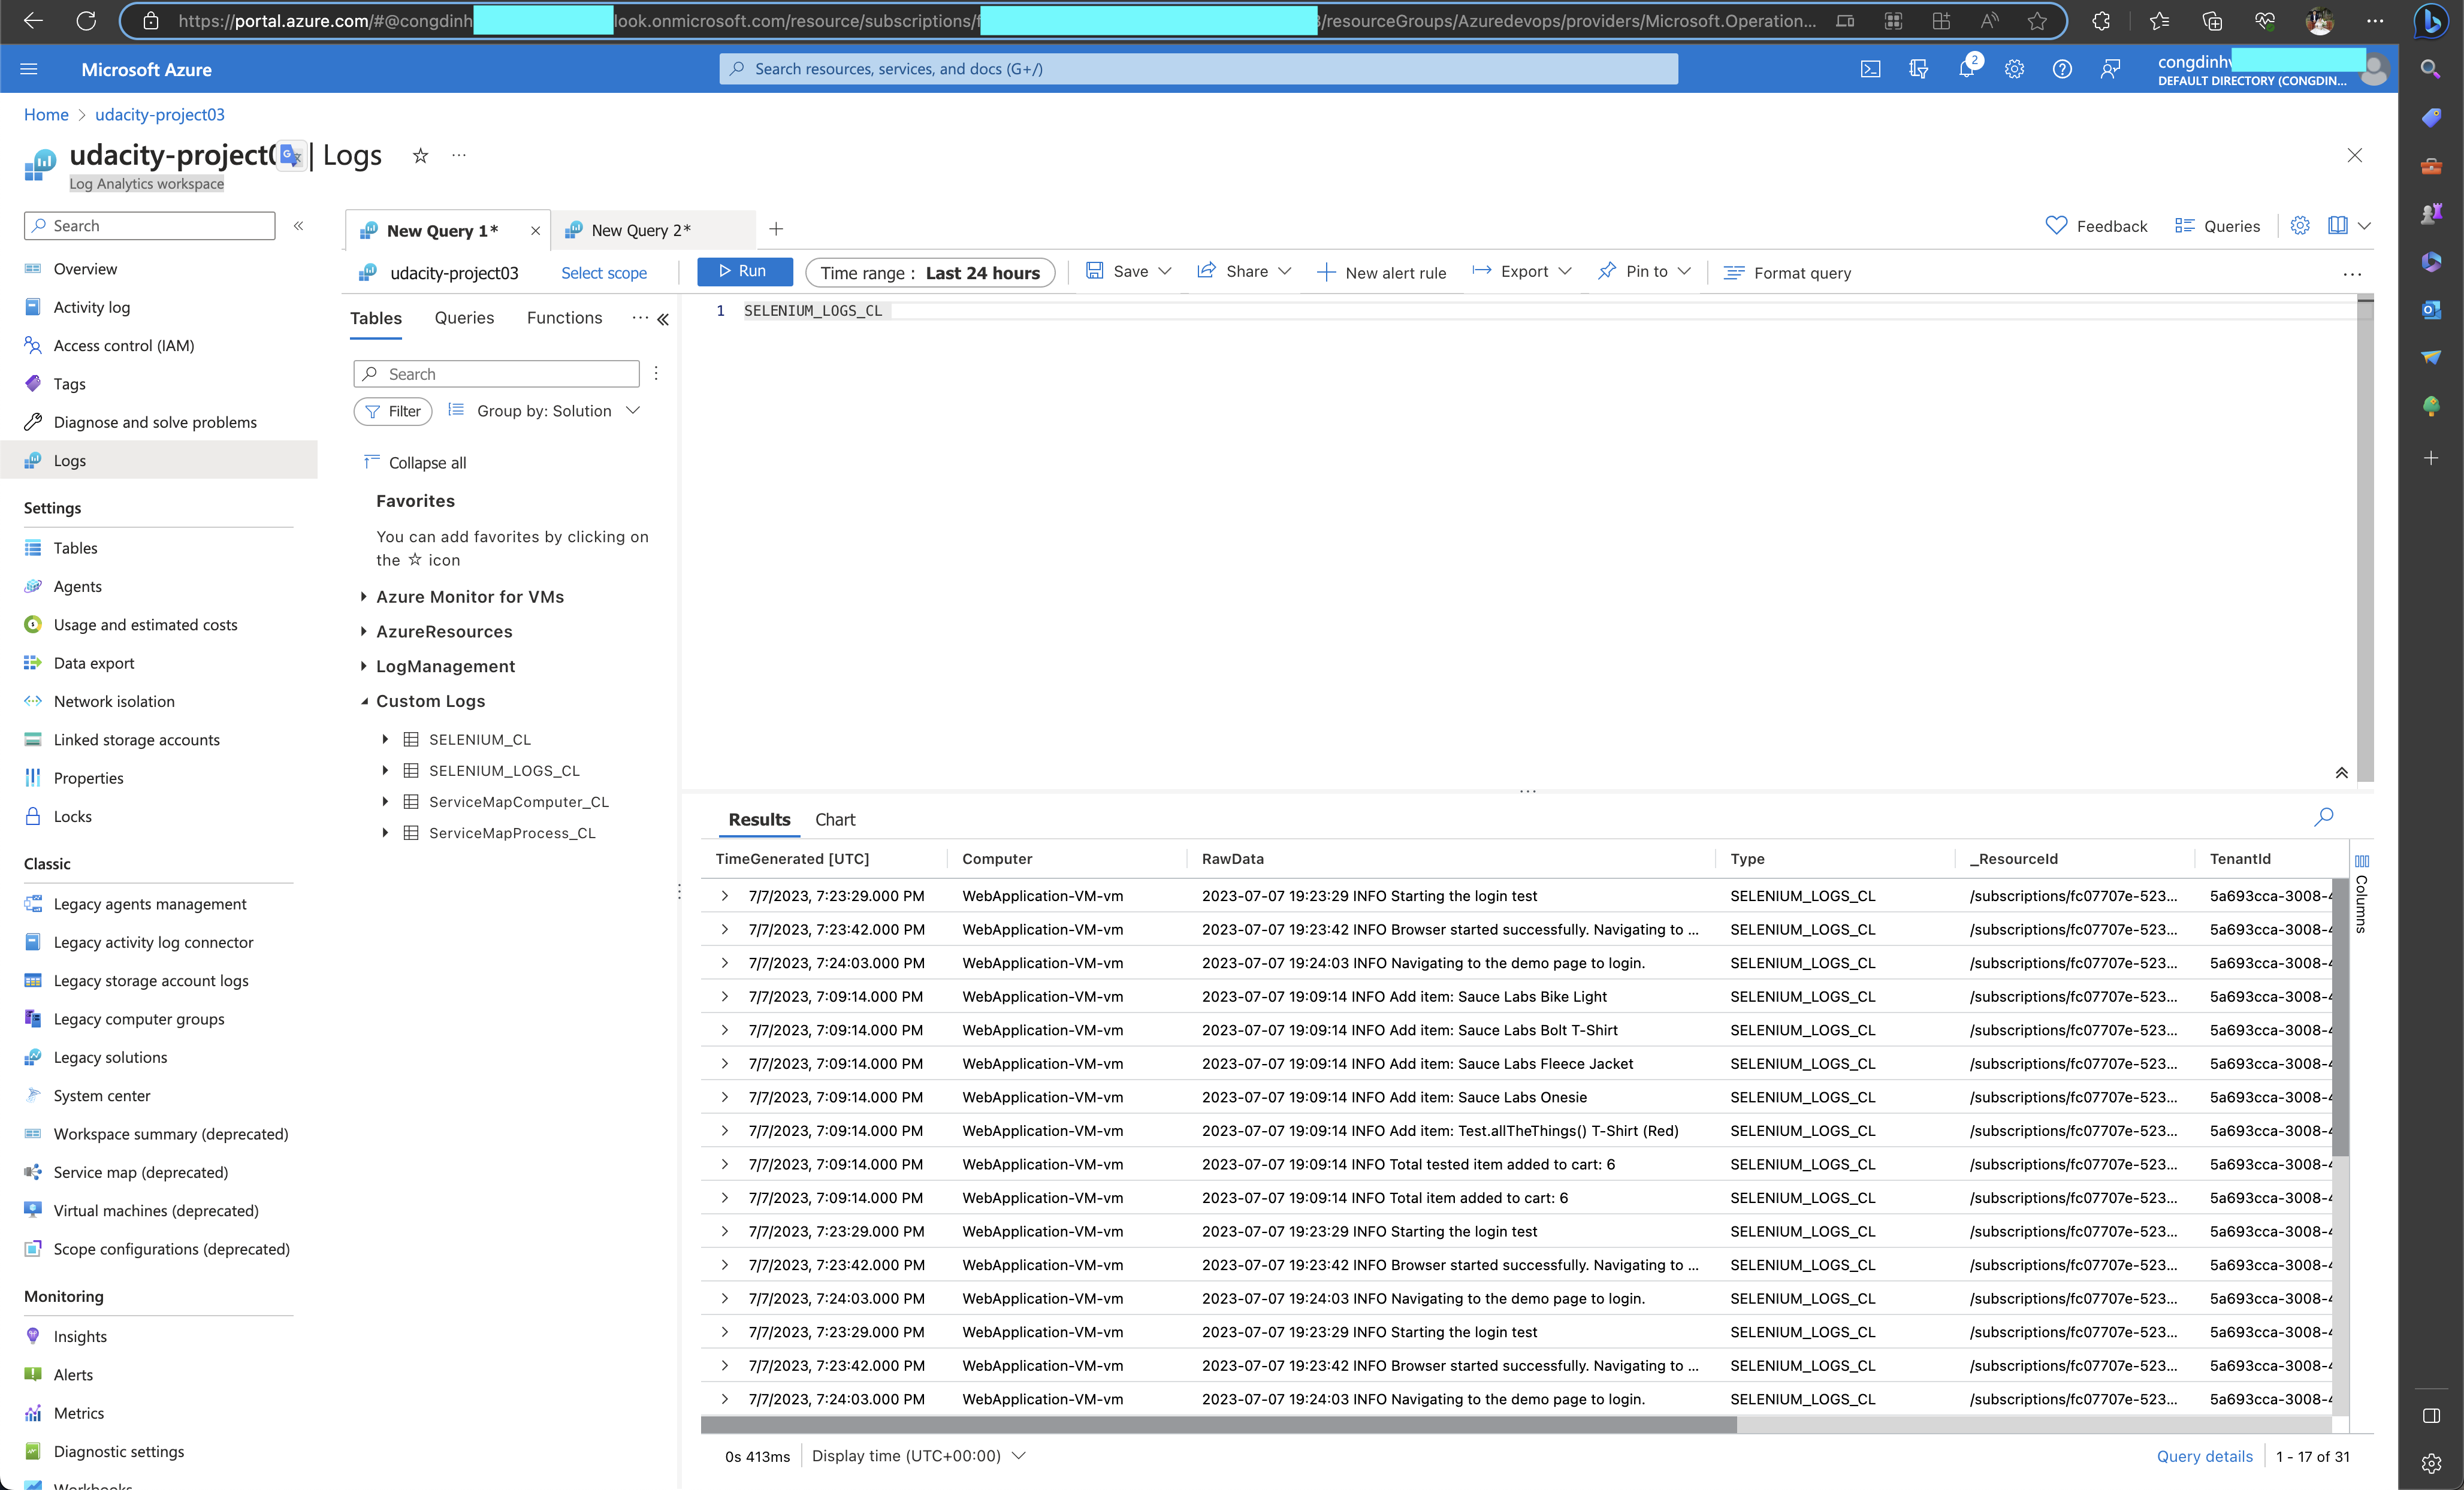 https://portal.azure.com/#@congdinh look.onmicrosoft.com/resource/subscriptions/f 3/resourceGroups/Azuredevops/providers/Microsoft.Operation...
Microsoft Azure
Search resources, services, and docs (G+/)
2
congdinhv
DEFAULT DIRECTORY (CONGDIN...
Home > udacity-project03
udacity-project0 | Logs
Log Analytics workspace
Search
Overview
Activity log
Access control (IAM)
Tags
Diagnose and solve problems
Logs
Settings
Tables
Agents
Usage and estimated costs
Data export
Network isolation
Linked storage accounts
Properties
Locks
Classic
Legacy agents management
Legacy activity log connector
Legacy storage account logs
Legacy computer groups
Legacy solutions
System center
Workspace summary (deprecated)
Service map (deprecated)
Virtual machines (deprecated)
Scope configurations (deprecated)
Monitoring
Insights
Alerts
Metrics
Diagnostic settings
Workbooks
New Query 1*
New Query 2*
Feedback
Queries
udacity-project03
Select scope
Run
Time range : Last 24 hours
Save
Share
New alert rule
Export
Pin to
Format query
Tables
Queries
Functions
Search
Filter
Group by: Solution
Collapse all
Favorites
You can add favorites by clicking on
the ☆ icon
Azure Monitor for VMs
AzureResources
LogManagement
Custom Logs
SELENIUM_CL
SELENIUM_LOGS_CL
ServiceMapComputer_CL
ServiceMapProcess_CL
1 SELENIUM_LOGS_CL
Results
Chart
TimeGenerated [UTC] Computer RawData Type _ResourceId TenantId
7/7/2023, 7:23:29.000 PM WebApplication-VM-vm 2023-07-07 19:23:29 INFO Starting the login test SELENIUM_LOGS_CL /subscriptions/fc07707e-523... 5a693cca-3008-4
7/7/2023, 7:23:42.000 PM WebApplication-VM-vm 2023-07-07 19:23:42 INFO Browser started successfully. Navigating to ... SELENIUM_LOGS_CL /subscriptions/fc07707e-523... 5a693cca-3008-4
7/7/2023, 7:24:03.000 PM WebApplication-VM-vm 2023-07-07 19:24:03 INFO Navigating to the demo page to login. SELENIUM_LOGS_CL /subscriptions/fc07707e-523... 5a693cca-3008-4
7/7/2023, 7:09:14.000 PM WebApplication-VM-vm 2023-07-07 19:09:14 INFO Add item: Sauce Labs Bike Light SELENIUM_LOGS_CL /subscriptions/fc07707e-523... 5a693cca-3008-4
7/7/2023, 7:09:14.000 PM WebApplication-VM-vm 2023-07-07 19:09:14 INFO Add item: Sauce Labs Bolt T-Shirt SELENIUM_LOGS_CL /subscriptions/fc07707e-523... 5a693cca-3008-4
7/7/2023, 7:09:14.000 PM WebApplication-VM-vm 2023-07-07 19:09:14 INFO Add item: Sauce Labs Fleece Jacket SELENIUM_LOGS_CL /subscriptions/fc07707e-523... 5a693cca-3008-4
7/7/2023, 7:09:14.000 PM WebApplication-VM-vm 2023-07-07 19:09:14 INFO Add item: Sauce Labs Onesie SELENIUM_LOGS_CL /subscriptions/fc07707e-523... 5a693cca-3008-4
7/7/2023, 7:09:14.000 PM WebApplication-VM-vm 2023-07-07 19:09:14 INFO Add item: Test.allTheThings() T-Shirt (Red) SELENIUM_LOGS_CL /subscriptions/fc07707e-523... 5a693cca-3008-4
7/7/2023, 7:09:14.000 PM WebApplication-VM-vm 2023-07-07 19:09:14 INFO Total tested item added to cart: 6 SELENIUM_LOGS_CL /subscriptions/fc07707e-523... 5a693cca-3008-4
7/7/2023, 7:09:14.000 PM WebApplication-VM-vm 2023-07-07 19:09:14 INFO Total item added to cart: 6 SELENIUM_LOGS_CL /subscriptions/fc07707e-523... 5a693cca-3008-4
7/7/2023, 7:23:29.000 PM WebApplication-VM-vm 2023-07-07 19:23:29 INFO Starting the login test SELENIUM_LOGS_CL /subscriptions/fc07707e-523... 5a693cca-3008-4
7/7/2023, 7:23:42.000 PM WebApplication-VM-vm 2023-07-07 19:23:42 INFO Browser started successfully. Navigating to ... SELENIUM_LOGS_CL /subscriptions/fc07707e-523... 5a693cca-3008-4
7/7/2023, 7:24:03.000 PM WebApplication-VM-vm 2023-07-07 19:24:03 INFO Navigating to the demo page to login. SELENIUM_LOGS_CL /subscriptions/fc07707e-523... 5a693cca-3008-4
7/7/2023, 7:23:29.000 PM WebApplication-VM-vm 2023-07-07 19:23:29 INFO Starting the login test SELENIUM_LOGS_CL /subscriptions/fc07707e-523... 5a693cca-3008-4
7/7/2023, 7:23:42.000 PM WebApplication-VM-vm 2023-07-07 19:23:42 INFO Browser started successfully. Navigating to ... SELENIUM_LOGS_CL /subscriptions/fc07707e-523... 5a693cca-3008-4
7/7/2023, 7:24:03.000 PM WebApplication-VM-vm 2023-07-07 19:24:03 INFO Navigating to the demo page to login. SELENIUM_LOGS_CL /subscriptions/fc07707e-523... 5a693cca-3008-4
Columns
0s 413ms
Display time (UTC+00:00)
Query details
1 - 17 of 31